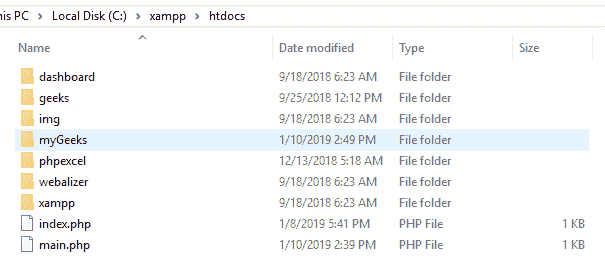 his PC > Local Disk (C:) > xampp > htdocs
Name Date modified Type Size
dashboard 9/18/2018 6:23 AM File folder
geeks 9/25/2018 12:12 PM File folder
img 9/18/2018 6:23 AM File folder
myGeeks 1/10/2019 2:49 PM File folder
phpexcel 12/13/2018 5:18 AM File folder
webalizer 9/18/2018 6:23 AM File folder
xampp 9/18/2018 6:23 AM File folder
index.php 1/8/2019 5:41 PM PHP File 1 KB
main.php 1/10/2019 2:39 PM PHP File 1 KB